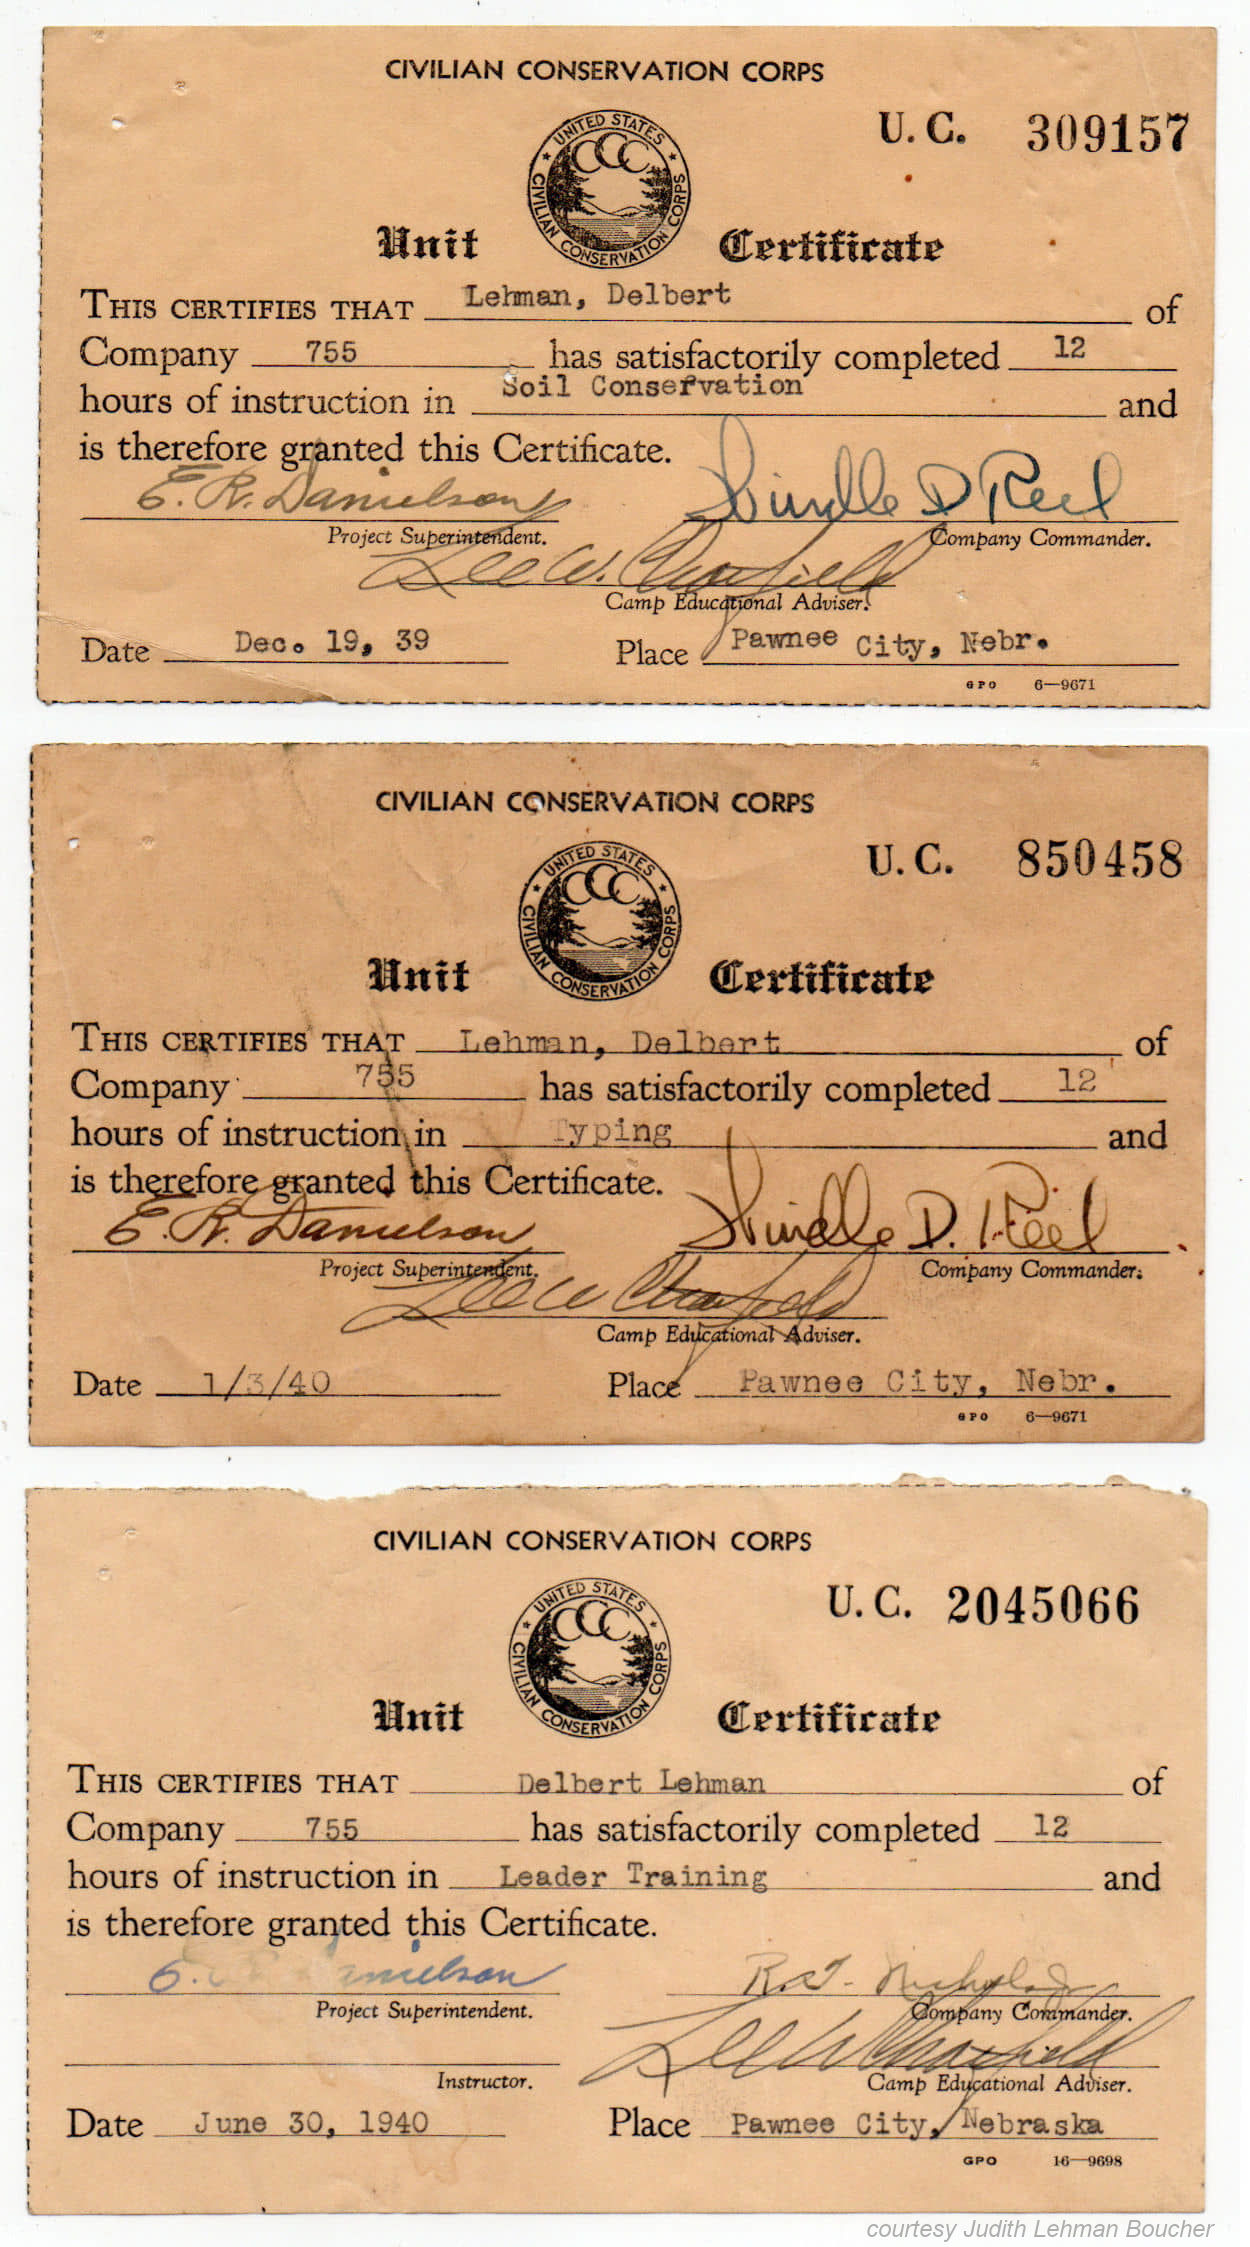 CIVILIAN CONSERVATION CORPS
U. C. 309157
UNITED STATES
CCC
CIVILIAN CONSERVATION CORPS
Unit Certificate
THIS CERTIFIES THAT Lehman, Delbert of
Company 755 has satisfactorily completed 12
hours of instruction in Soil Conservation and
is therefore granted this Certificate.
E. R. Danielson D Reel
Project Superintendent. Company Commander.
Lee W.
Camp Educational Adviser.
Date Dec. 19, 39 Place Pawnee City, Nebr.
GPO 6—9671
CIVILIAN CONSERVATION CORPS
U. C. 850458
UNITED STATES
CCC
CIVILIAN CONSERVATION CORPS
Unit Certificate
THIS CERTIFIES THAT Lehman, Delbert of
Company 755 has satisfactorily completed 12
hours of instruction in Typing and
is therefore granted this Certificate.
E. R. Danielson D. Reel
Project Superintendent. Company Commander.
Lee W
Camp Educational Adviser.
Date 1/3/40 Place Pawnee City, Nebr.
GPO 6—9671
CIVILIAN CONSERVATION CORPS
U. C. 2045066
UNITED STATES
CCC
CIVILIAN CONSERVATION CORPS
Unit Certificate
THIS CERTIFIES THAT Delbert Lehman of
Company 755 has satisfactorily completed 12
hours of instruction in Leader Training and
is therefore granted this Certificate.
E. R. Danielson
Project Superintendent. Company Commander.
Lee W
Instructor. Camp Educational Adviser.
Date June 30, 1940 Place Pawnee City, Nebraska
GPO 16—9698
courtesy Judith Lehman Boucher